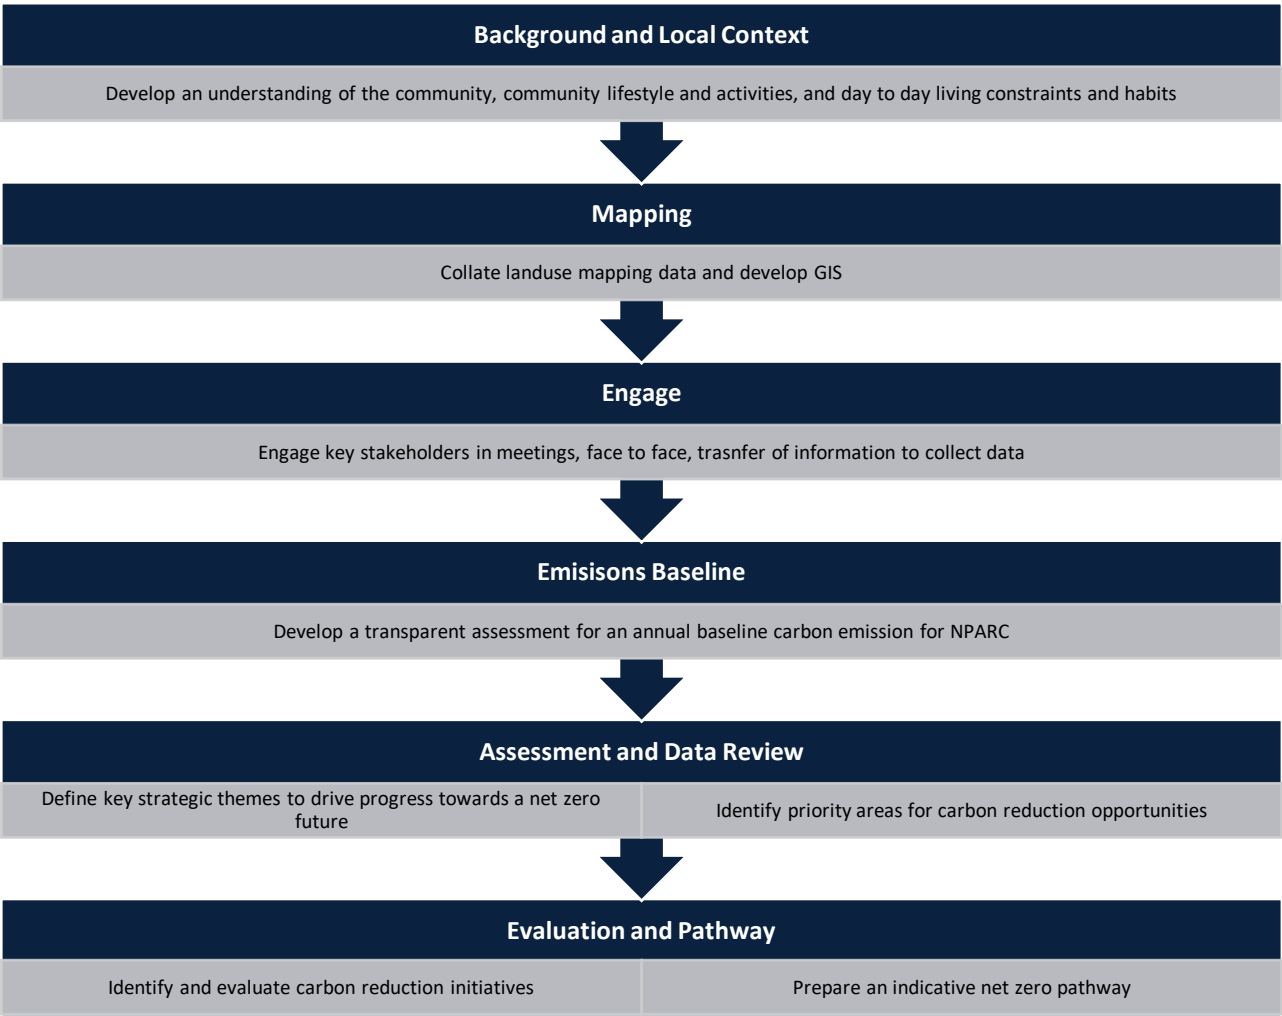 Background and Local Context
Develop an understanding of the community, community lifestyle and activities, and day to day living constraints and habits
Mapping
Collate landuse mapping data and develop GIS
Engage
Engage key stakeholders in meetings, face to face, trasnfer of information to collect data
Emisisons Baseline
Develop a transparent assessment for an annual baseline carbon emission for NPARC
Assessment and Data Review
Define key strategic themes to drive progress towards a net zero
future
Identify priority areas for carbon reduction opportunities
Evaluation and Pathway
Identify and evaluate carbon reduction initiatives
Prepare an indicative net zero pathway